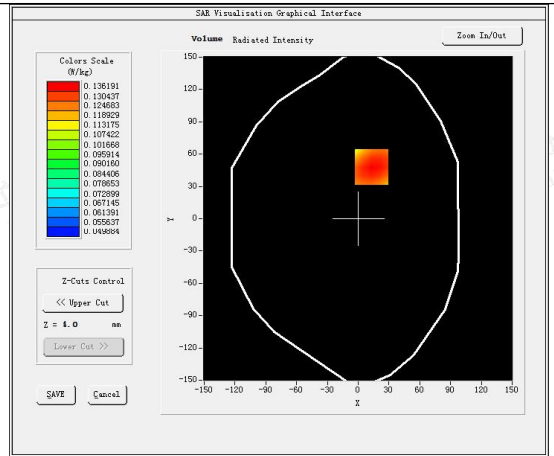 SAR Visualisation Graphical Interface
Volume Radiated Intensity
Zoom In/Out
Colors Scale
(W/kg)
0.136191
0.130437
0.124683
0.118929
0.113175
0.107422
0.101668
0.095914
0.090160
0.084406
0.078653
0.072899
0.067145
0.061391
0.055637
0.049884
Z-Cuts Control
<< Upper Cut
Z = 4.0 mm
Lower Cut >>
SAVE Cancel
150
120
90
60
30
Y 0
-30
-60
-90
-120
-150
-150 -120 -90 -60 -30 0 30 60 90 120 150
X